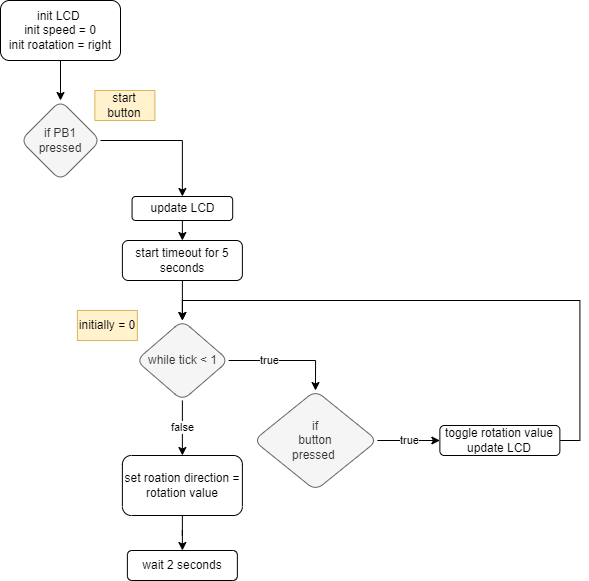 init LCD
init speed = 0
init roatation = right
start
button
if PB1
pressed
update LCD
start timeout for 5
seconds
initially = 0
while tick < 1
true
false
if
button
pressed
true
toggle rotation value
update LCD
set roation direction =
rotation value
wait 2 seconds